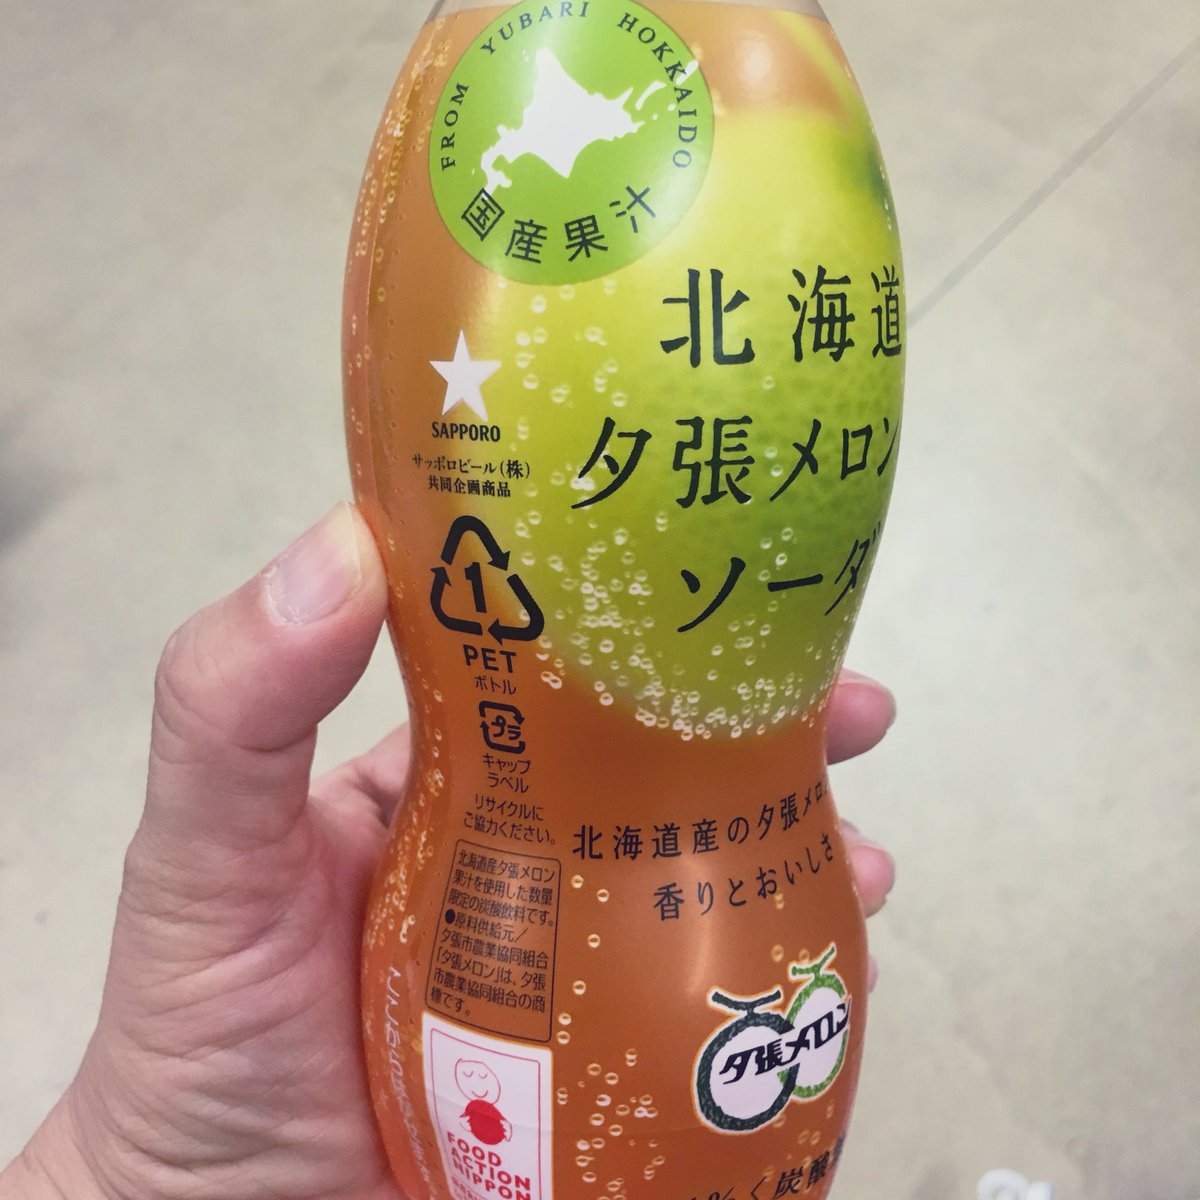 FROM YUBARI HOKKAIDO
国産果汁
北海道
夕張メロン
ソーダ
SAPPORO
サッポロビール(株)
共同企画商品
1
PET
ボトル
プラ
キャップ
ラベル
リサイクルに
ご協力ください。
北海道産の夕張メロン
香りとおいしさ
北海道産夕張メロン
果汁を使用した数量
限定の炭酸飲料です。
●原料供給元/
夕張市農業協同組合
「夕張メロン」は、夕張
市農業協同組合の商
標です。
夕張メロン
FOOD
ACTION
NIPPON